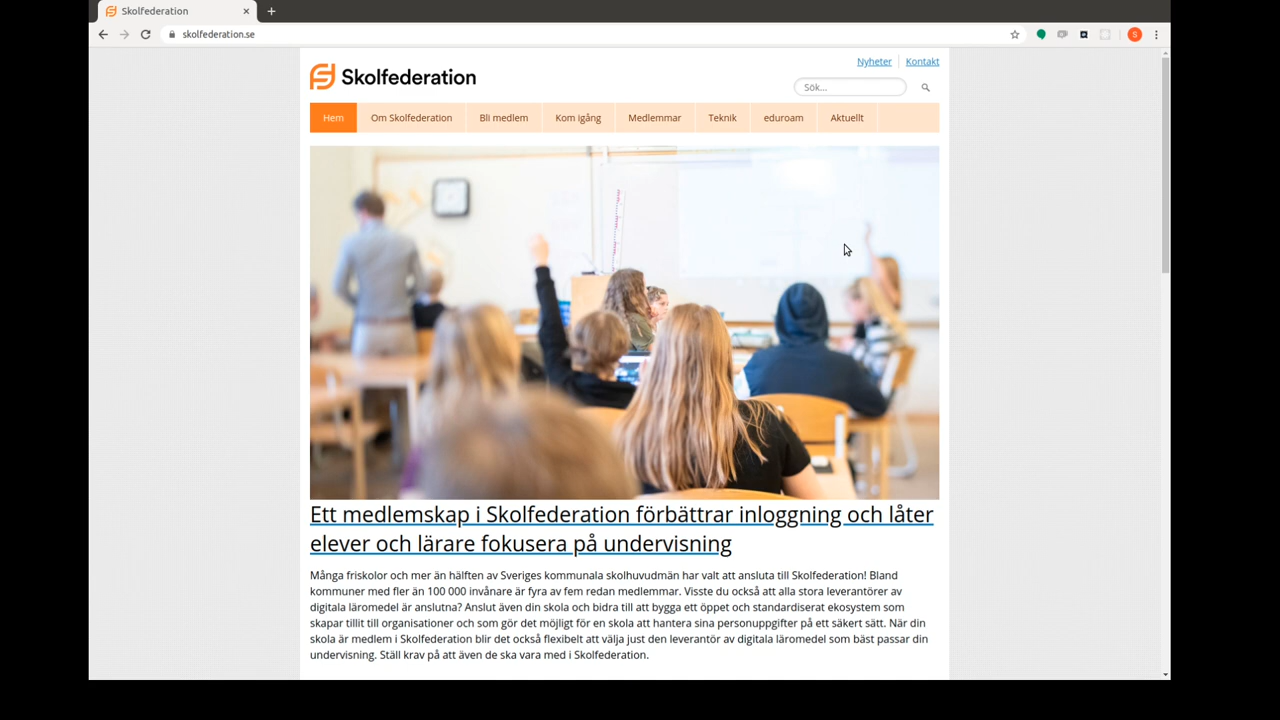 Skolfederation
skolfederation.se
S
Nyheter Kontakt
Skolfederation
Sök...
Hem Om Skolfederation Bli medlem Kom igång Medlemmar Teknik eduroam Aktuellt
Ett medlemskap i Skolfederation förbättrar inloggning och låter
elever och lärare fokusera på undervisning
Många friskolor och mer än hälften av Sveriges kommunala skolhuvudmän har valt att ansluta till Skolfederation! Bland
kommuner med fler än 100 000 invånare är fyra av fem redan medlemmar. Visste du också att alla stora leverantörer av
digitala läromedel är anslutna? Anslut även din skola och bidra till att bygga ett öppet och standardiserat ekosystem som
skapar tillit till organisationer och som gör det möjligt för en skola att hantera sina personuppgifter på ett säkert sätt. När din
skola är medlem i Skolfederation blir det också flexibelt att välja just den leverantör av digitala läromedel som bäst passar din
undervisning. Ställ krav på att även de ska vara med i Skolfederation.